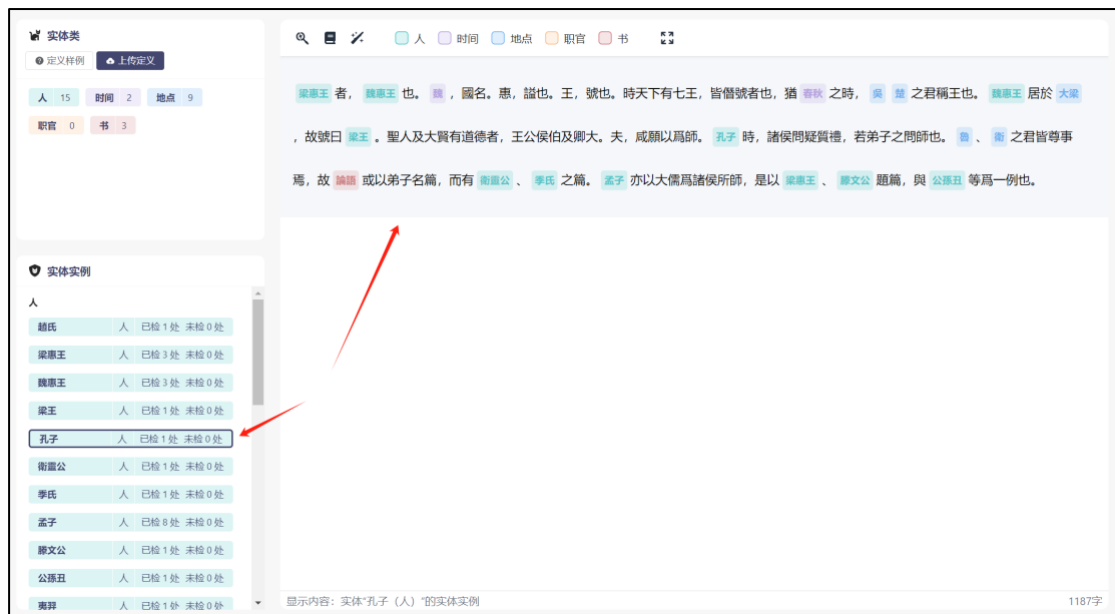 实体类
定义样例 上传定义
人 15 时间 2 地点 9
职官 0 书 3
实体实例
人
趙氏 人 已检 1 处 未检 0 处
梁惠王 人 已检 3 处 未检 0 处
魏惠王 人 已检 3 处 未检 0 处
梁王 人 已检 1 处 未检 0 处
孔子 人 已检 1 处 未检 0 处
衛靈公 人 已检 1 处 未检 0 处
季氏 人 已检 1 处 未检 0 处
孟子 人 已检 8 处 未检 0 处
滕文公 人 已检 1 处 未检 0 处
公孫丑 人 已检 1 处 未检 0 处
夷羿 人 已检 1 处 未检 0 处
人 时间 地点 职官 书
梁惠王 者，魏惠王 也。魏 ，國名。惠，謚也。王，號也。時天下有七王，皆僭號者也，猶 春秋 之時，吳 楚 之君稱王也。魏惠王 居於 大梁
，故號曰 梁王 。聖人及大賢有道德者，王公侯伯及卿大。夫，咸願以爲師。孔子 時，諸侯問疑質禮，若弟子之問師也。魯 、衛 之君皆尊事
焉，故 論語 或以弟子名篇，而有 衛靈公 、季氏 之篇。孟子 亦以大儒爲諸侯所師，是以 梁惠王 、滕文公 題篇，與 公孫丑 等爲一例也。
显示内容：实体“孔子（人）”的实体实例
1187字